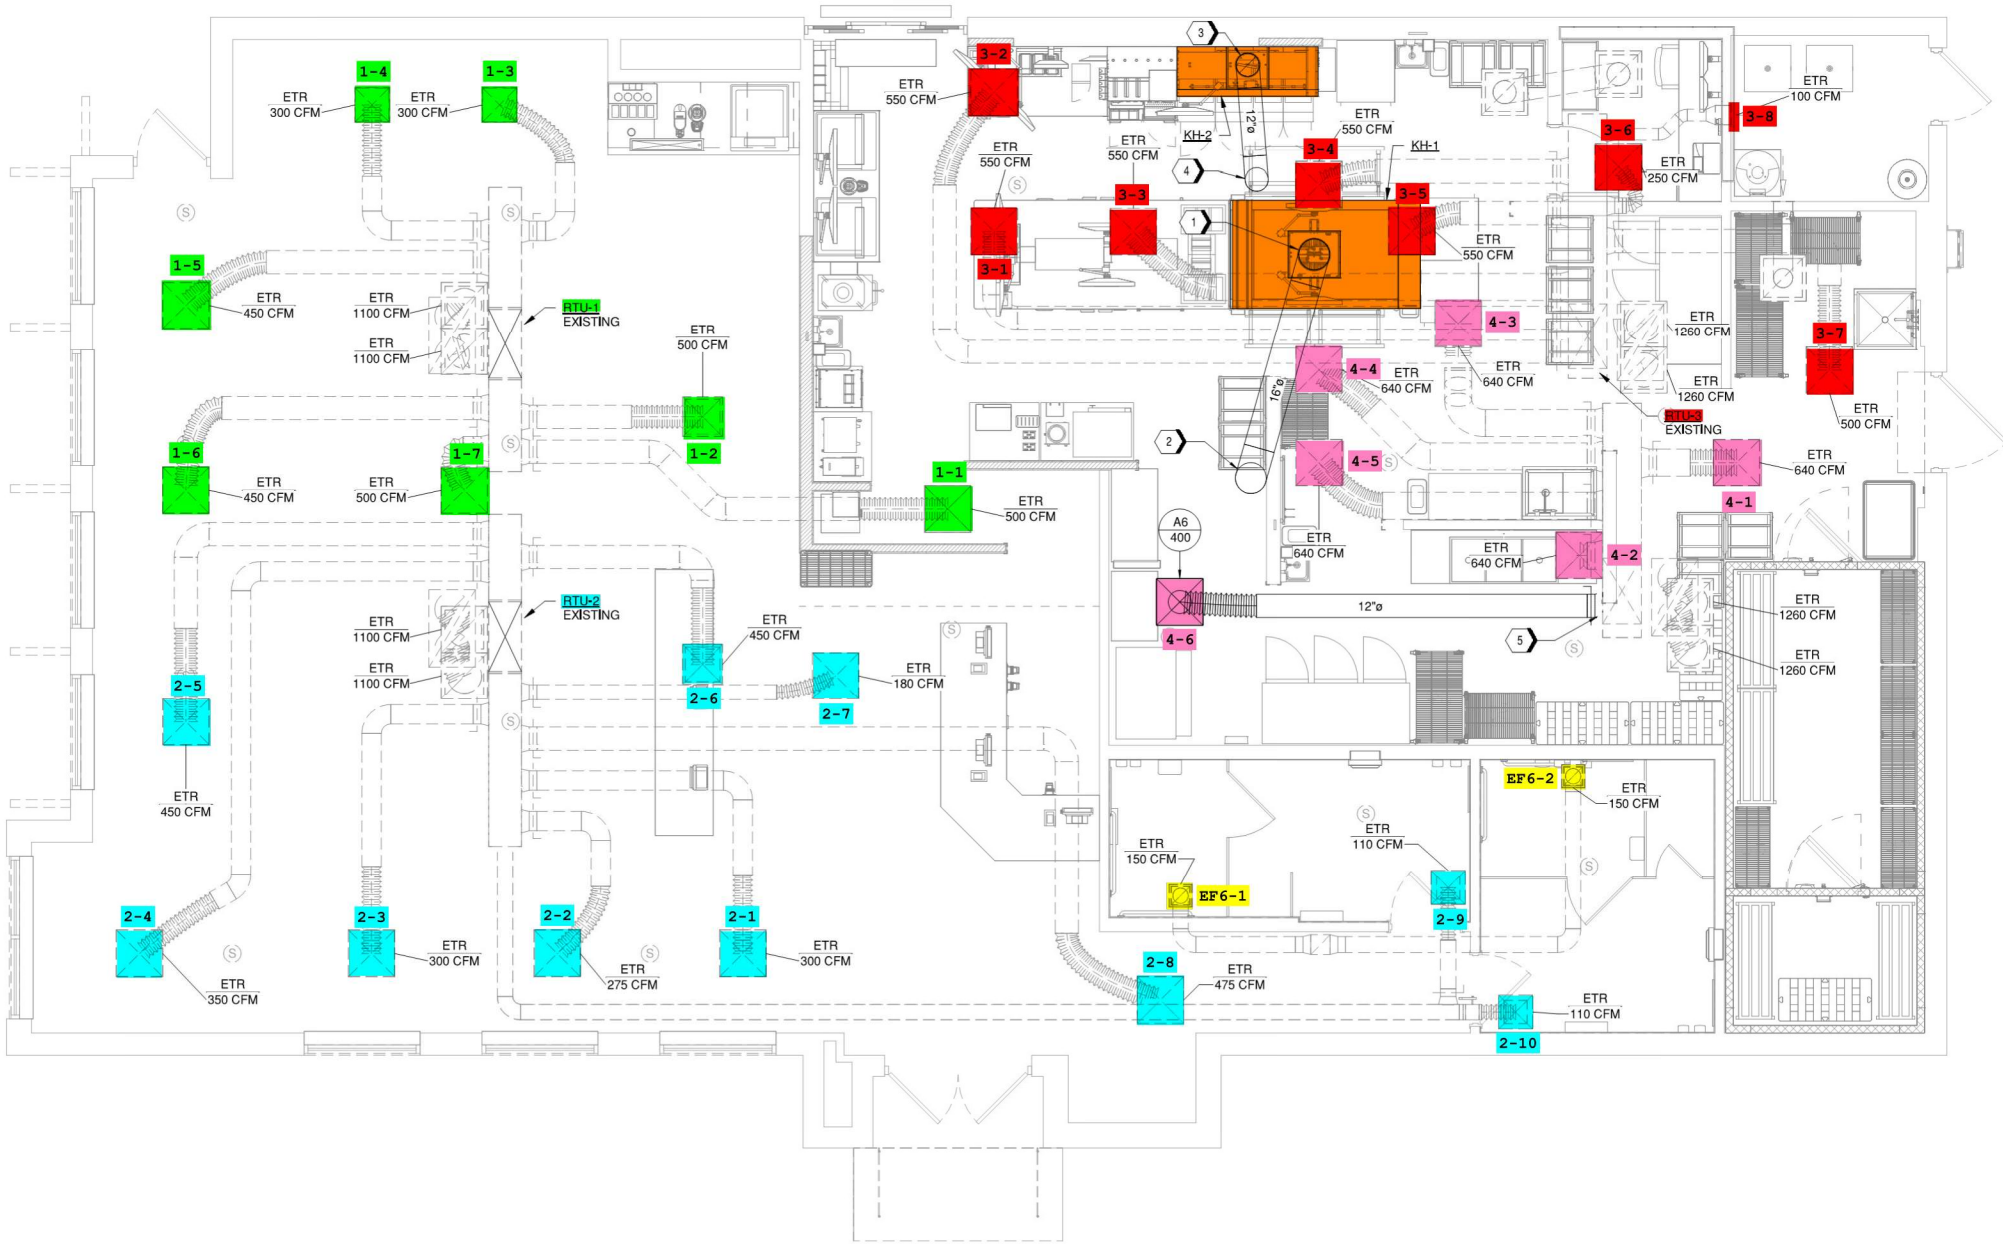 3
3-2
1-4
1-3
ETR
300 CFM
ETR
300 CFM
ETR
550 CFM
12"ø
KH-2
ETR
550 CFM
ETR
100 CFM
3-8
3-6
ETR
550 CFM
ETR
550 CFM
3-4
KH-1
4
ETR
250 CFM
S
S
S
3-3
3-5
1
ETR
550 CFM
3-1
1-5
ETR
450 CFM
ETR
1100 CFM
RTU-1
EXISTING
ETR
1100 CFM
ETR
500 CFM
4-3
ETR
1260 CFM
3-7
4-4
ETR
640 CFM
ETR
640 CFM
16"ø
ETR
1260 CFM
RTU-3
EXISTING
ETR
500 CFM
1-6
1-7
S
1-2
2
4-5
S
ETR
640 CFM
1-1
ETR
450 CFM
ETR
500 CFM
ETR
500 CFM
4-1
A6
400
ETR
640 CFM
ETR
640 CFM
4-2
RTU-2
EXISTING
ETR
1100 CFM
12"ø
ETR
1260 CFM
ETR
450 CFM
S
4-6
5
S
ETR
1260 CFM
ETR
1100 CFM
2-5
ETR
180 CFM
2-6
2-7
S
EF6-2
ETR
150 CFM
ETR
450 CFM
S
ETR
110 CFM
ETR
150 CFM
S
EF6-1
2-4
2-3
2-2
2-1
2-9
S
S
ETR
300 CFM
ETR
300 CFM
2-8
ETR
275 CFM
ETR
475 CFM
ETR
350 CFM
ETR
110 CFM
2-10